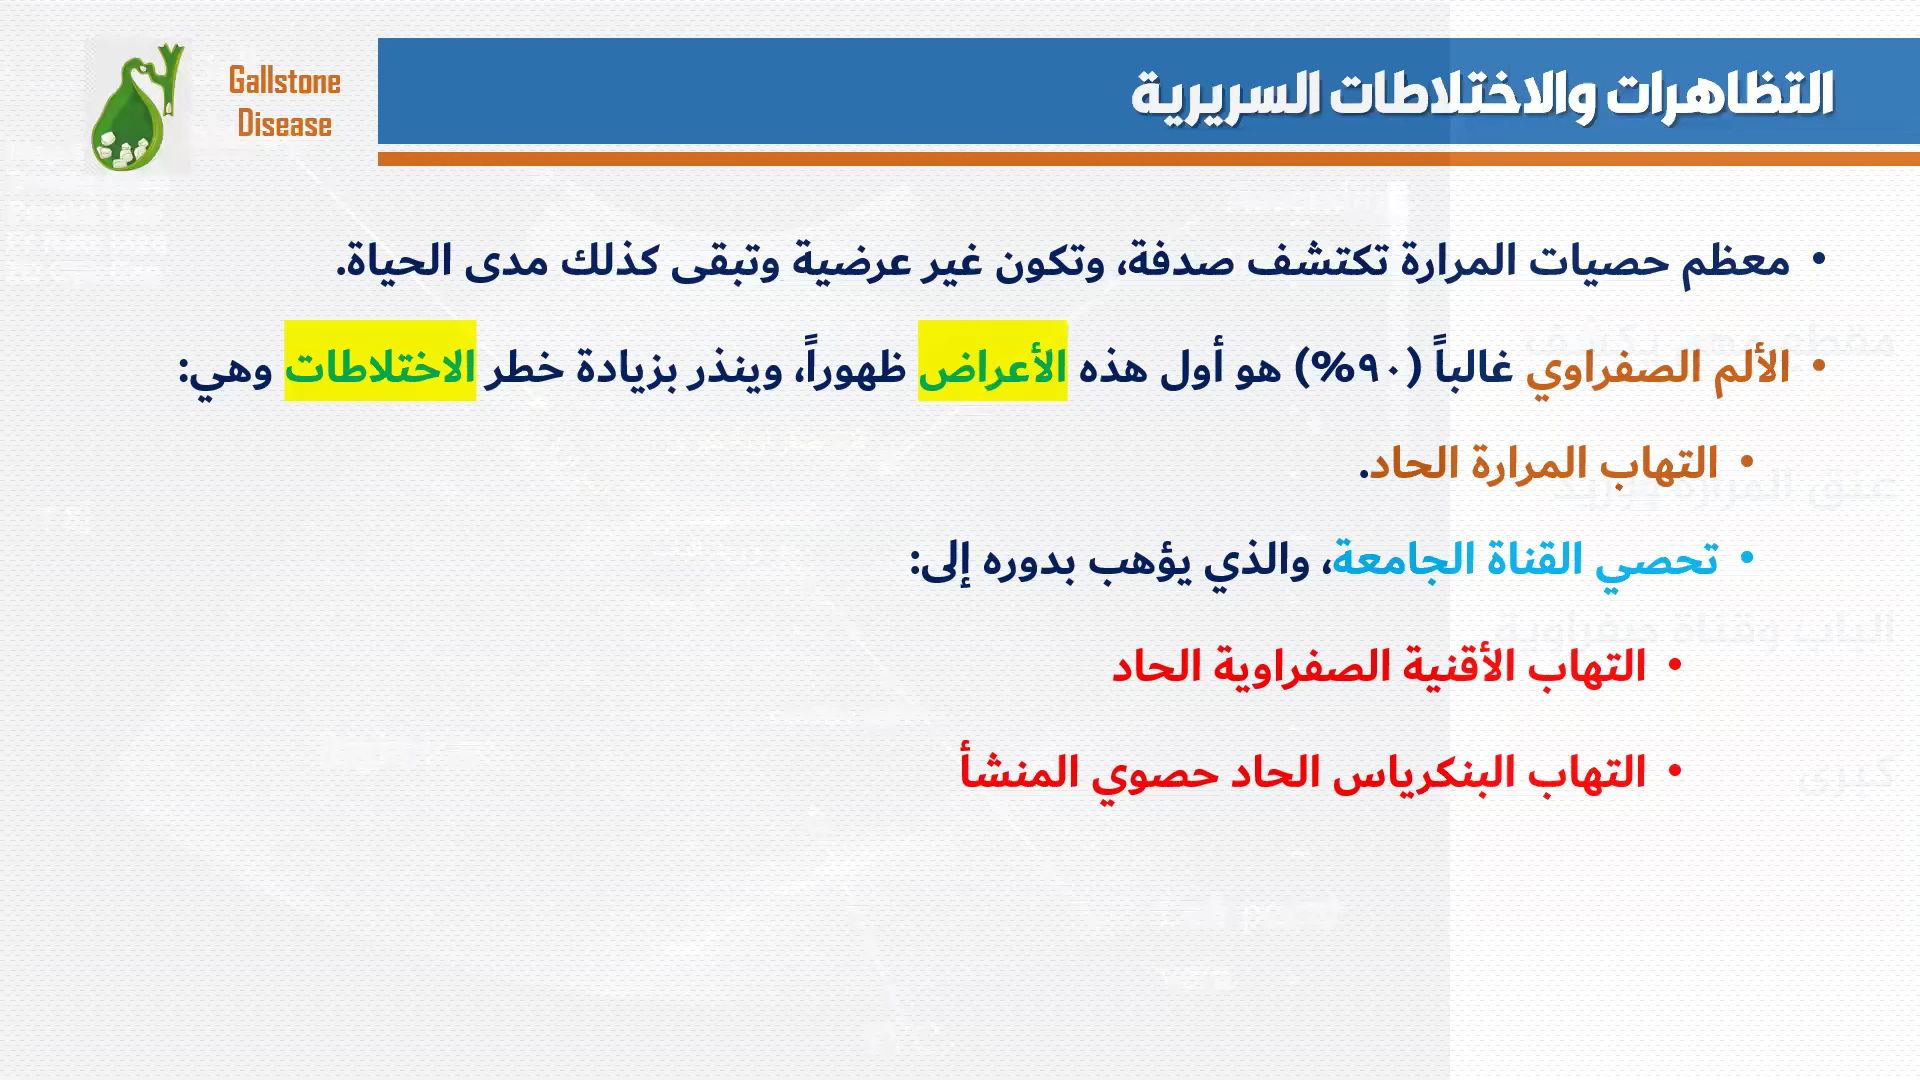 Gallstone
Disease
التظاهرات والاختلاطات السريرية
• معظم حصيات المرارة تكتشف صدفة، وتكون غير عرضية وتبقى كذلك مدى الحياة.
• الألم الصفراوي غالباً (٩٠%) هو أول هذه الأعراض ظهوراً، وينذر بزيادة خطر الاختلاطات وهي:
• التهاب المرارة الحاد.
• تحصي القناة الجامعة، والذي يؤهب بدوره إلى:
• التهاب الأقنية الصفراوية الحاد
• التهاب البنكرياس الحاد حصوي المنشأ